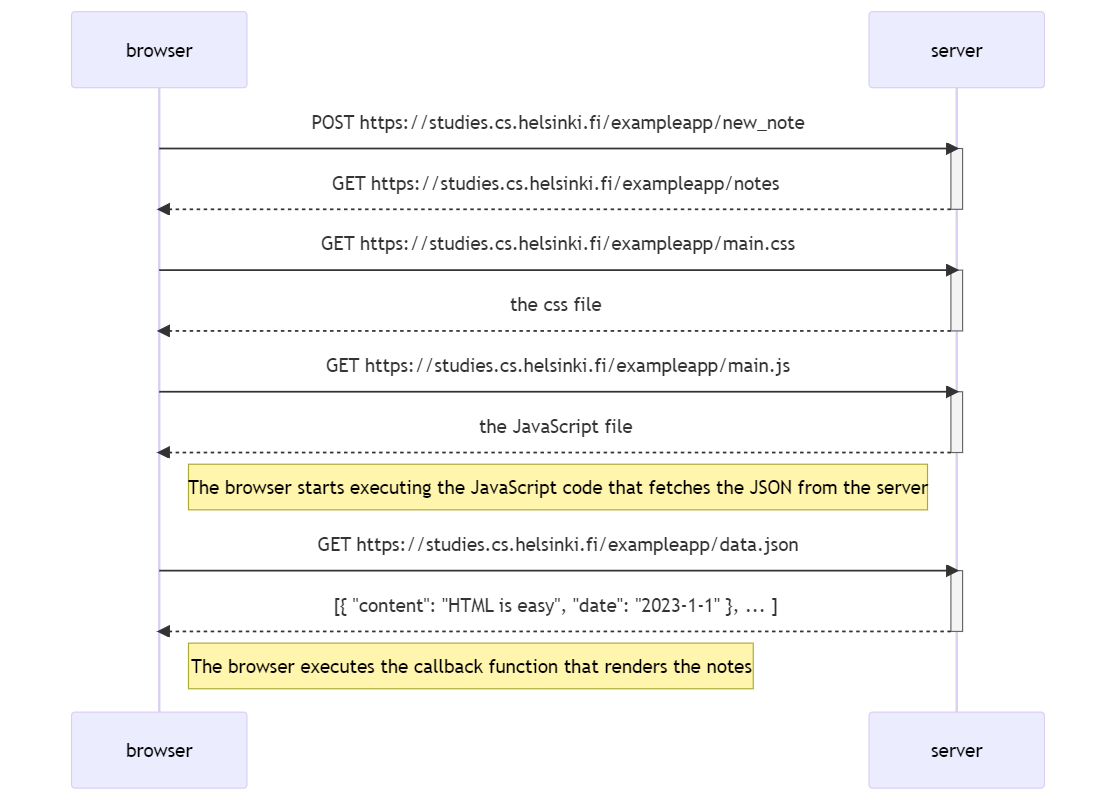 browser
server
POST https://studies.cs.helsinki.fi/exampleapp/new_note
GET https://studies.cs.helsinki.fi/exampleapp/notes
GET https://studies.cs.helsinki.fi/exampleapp/main.css
the css file
GET https://studies.cs.helsinki.fi/exampleapp/main.js
the JavaScript file
The browser starts executing the JavaScript code that fetches the JSON from the server
GET https://studies.cs.helsinki.fi/exampleapp/data.json
[{ "content": "HTML is easy", "date": "2023-1-1" }, ... ]
The browser executes the callback function that renders the notes
browser
server